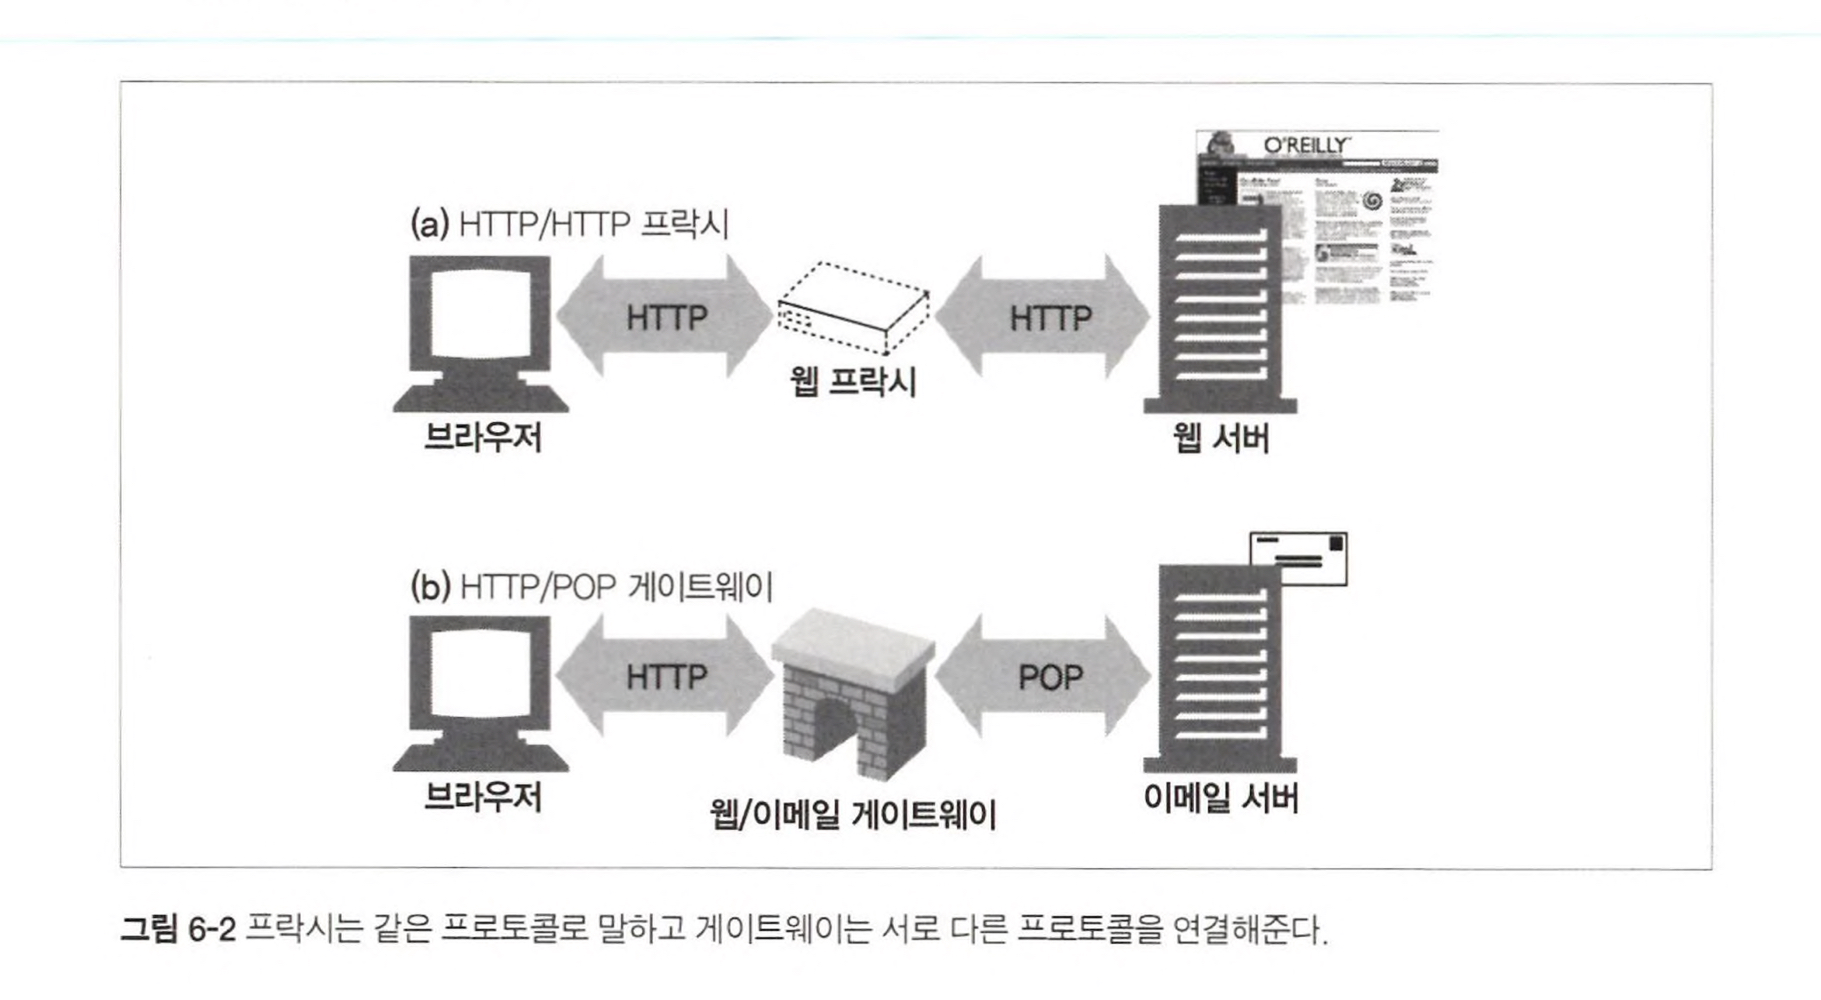 O'REILLY
(a) HTTP/HTTP 프락시
HTTP
HTTP
웹 프락시
브라우저
웹 서버
(b) HTTP/POP 게이트웨이
HTTP
POP
브라우저
웹/이메일 게이트웨이
이메일 서버
그림 6-2 프락시는 같은 프로토콜로 말하고 게이트웨이는 서로 다른 프로토콜을 연결해준다.